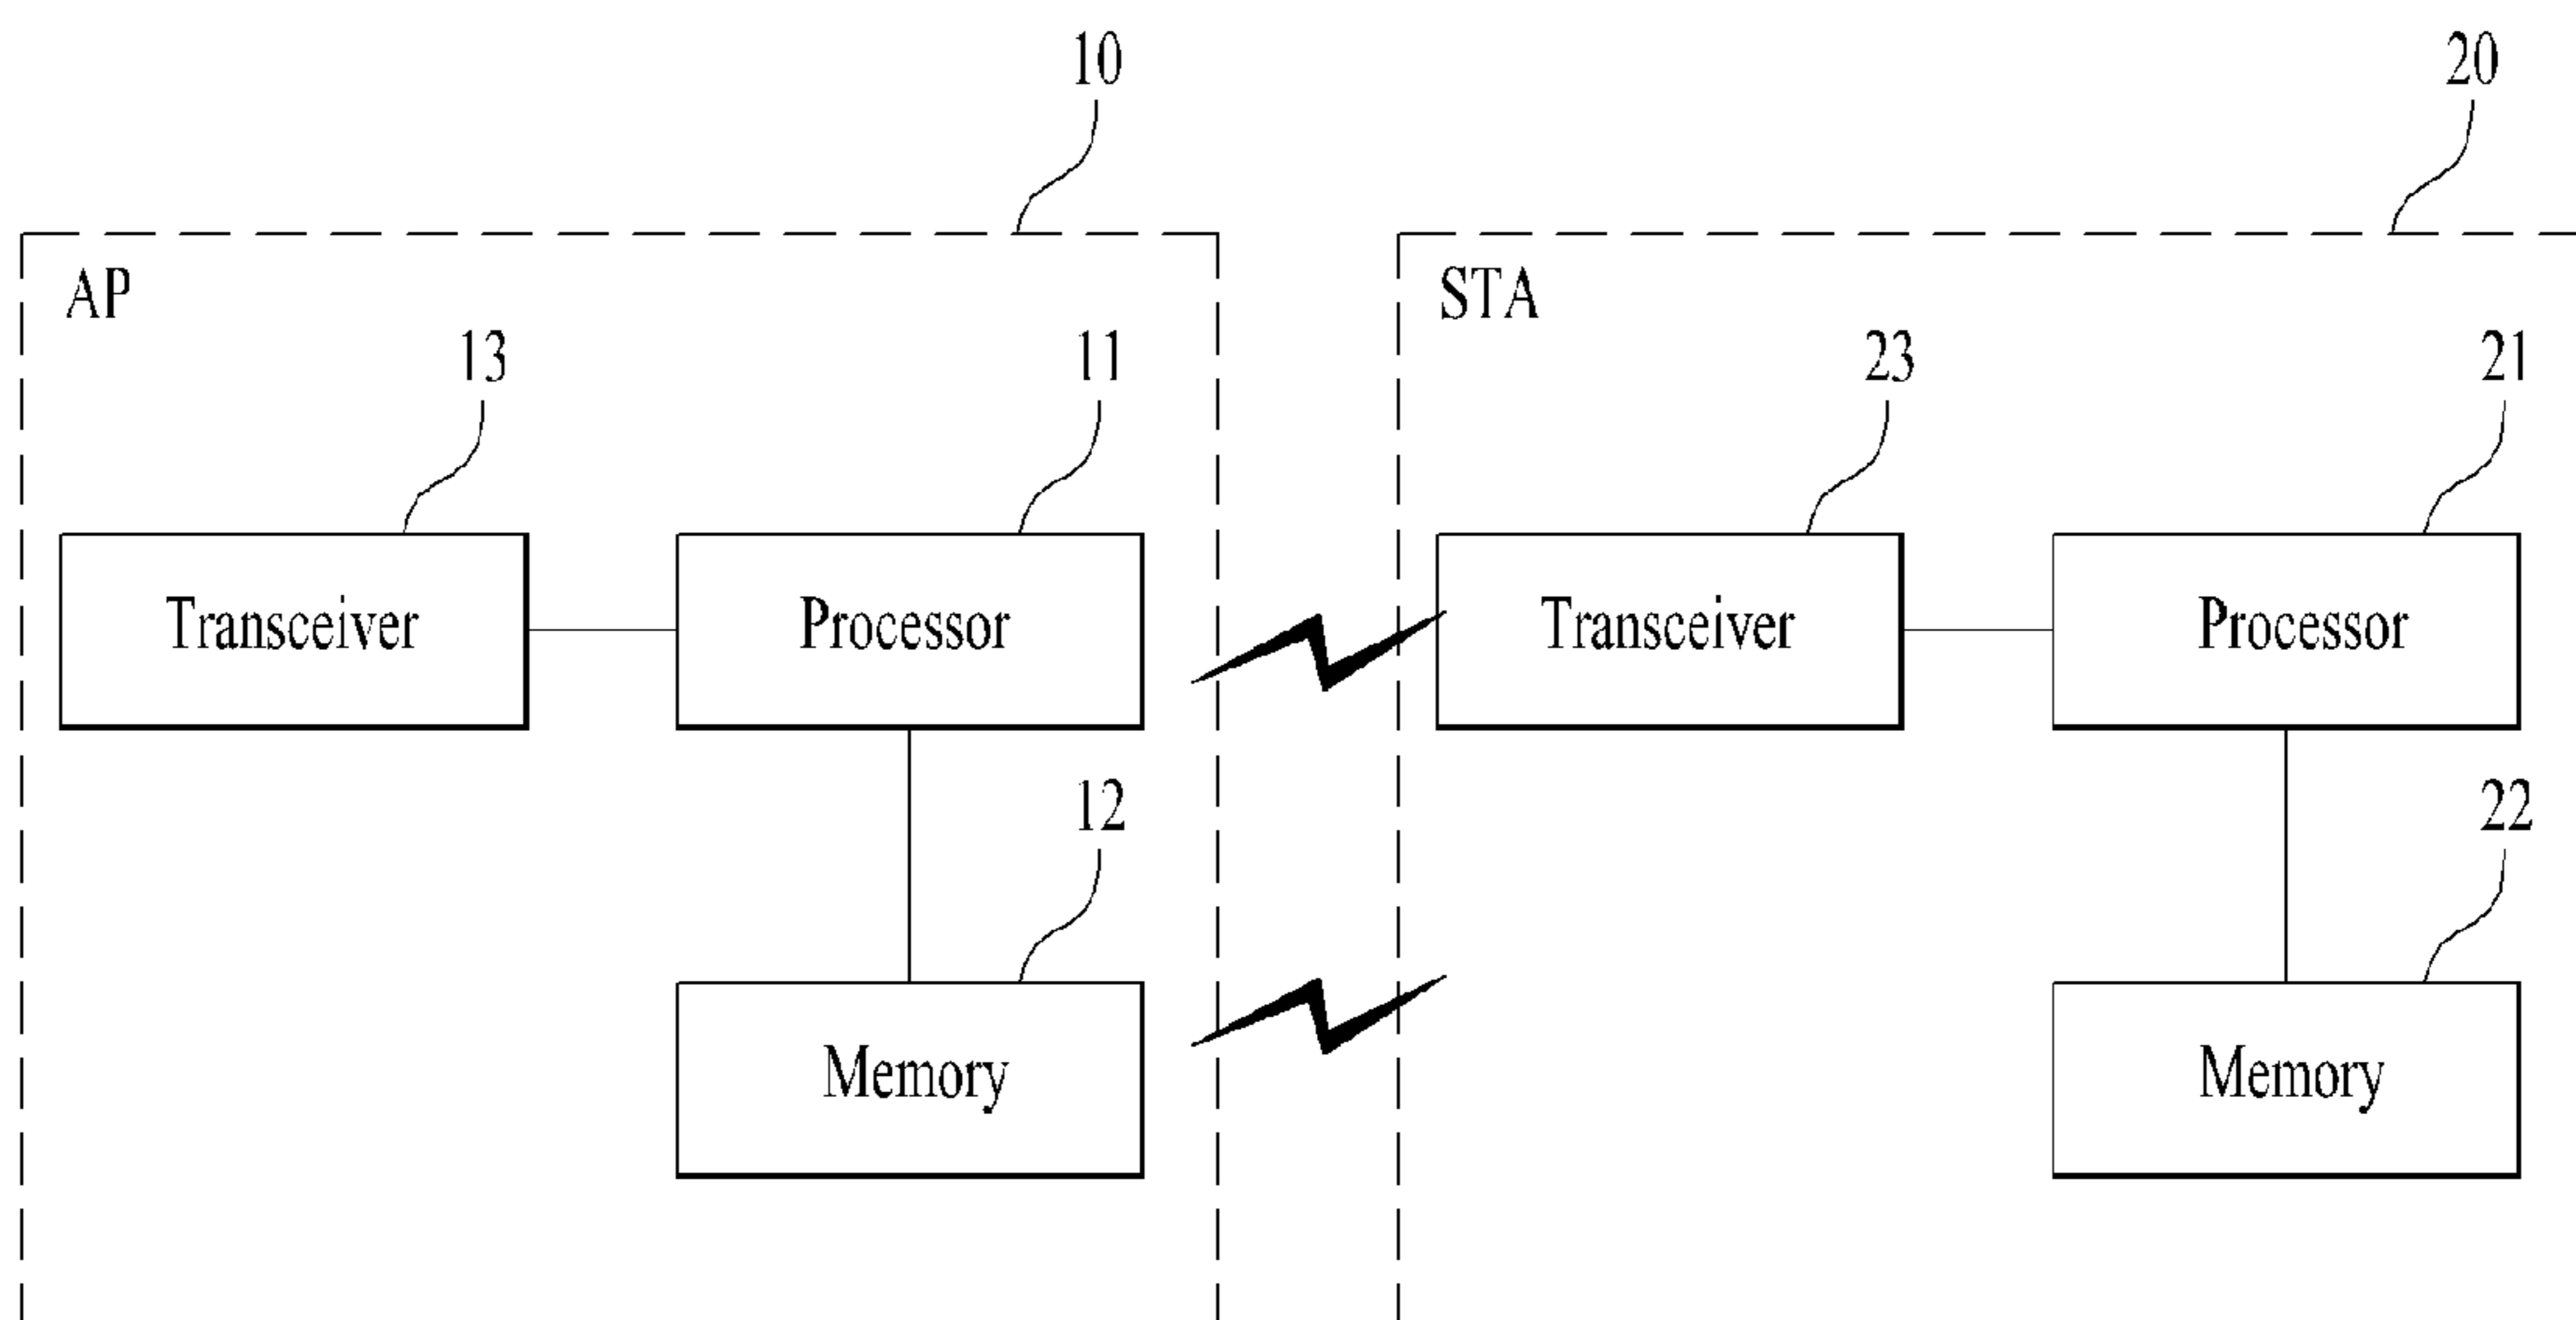 10
20
AP
STA
13
11
23
21
Transceiver
Processor
Transceiver
Processor
12
22
Memory
Memory